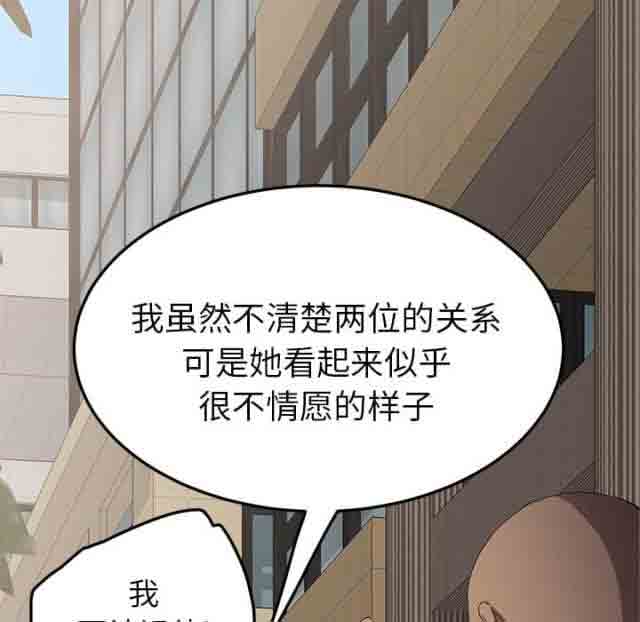 我虽然不清楚两位的关系
可是她看起来似乎
很不情愿的样子
我